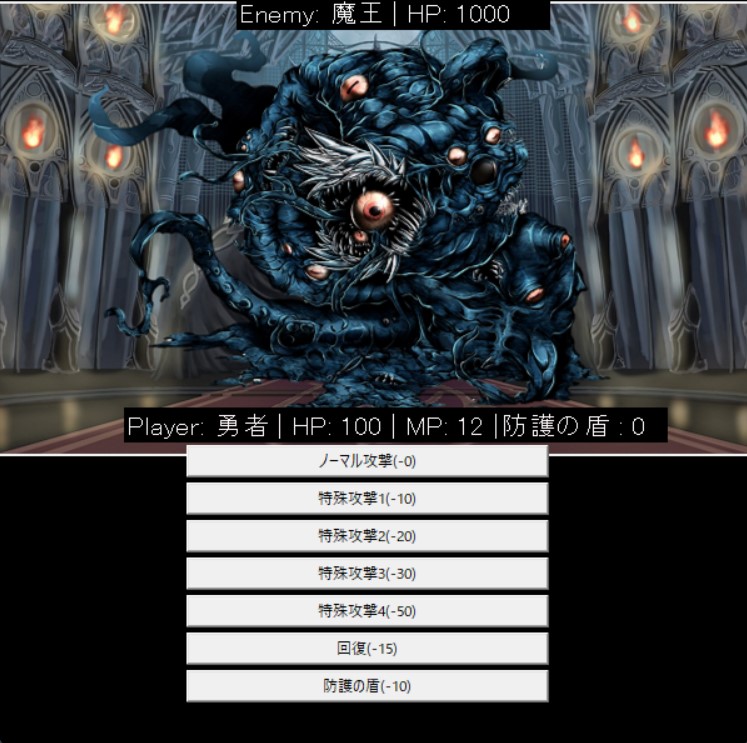 Enemy: 魔王 | HP: 1000
Player: 勇者 | HP: 100 | MP: 12 |防護の盾 : 0
ノーマル攻撃(-0)
特殊攻撃1(-10)
特殊攻撃2(-20)
特殊攻撃3(-30)
特殊攻撃4(-50)
回復(-15)
防護の盾(-10)